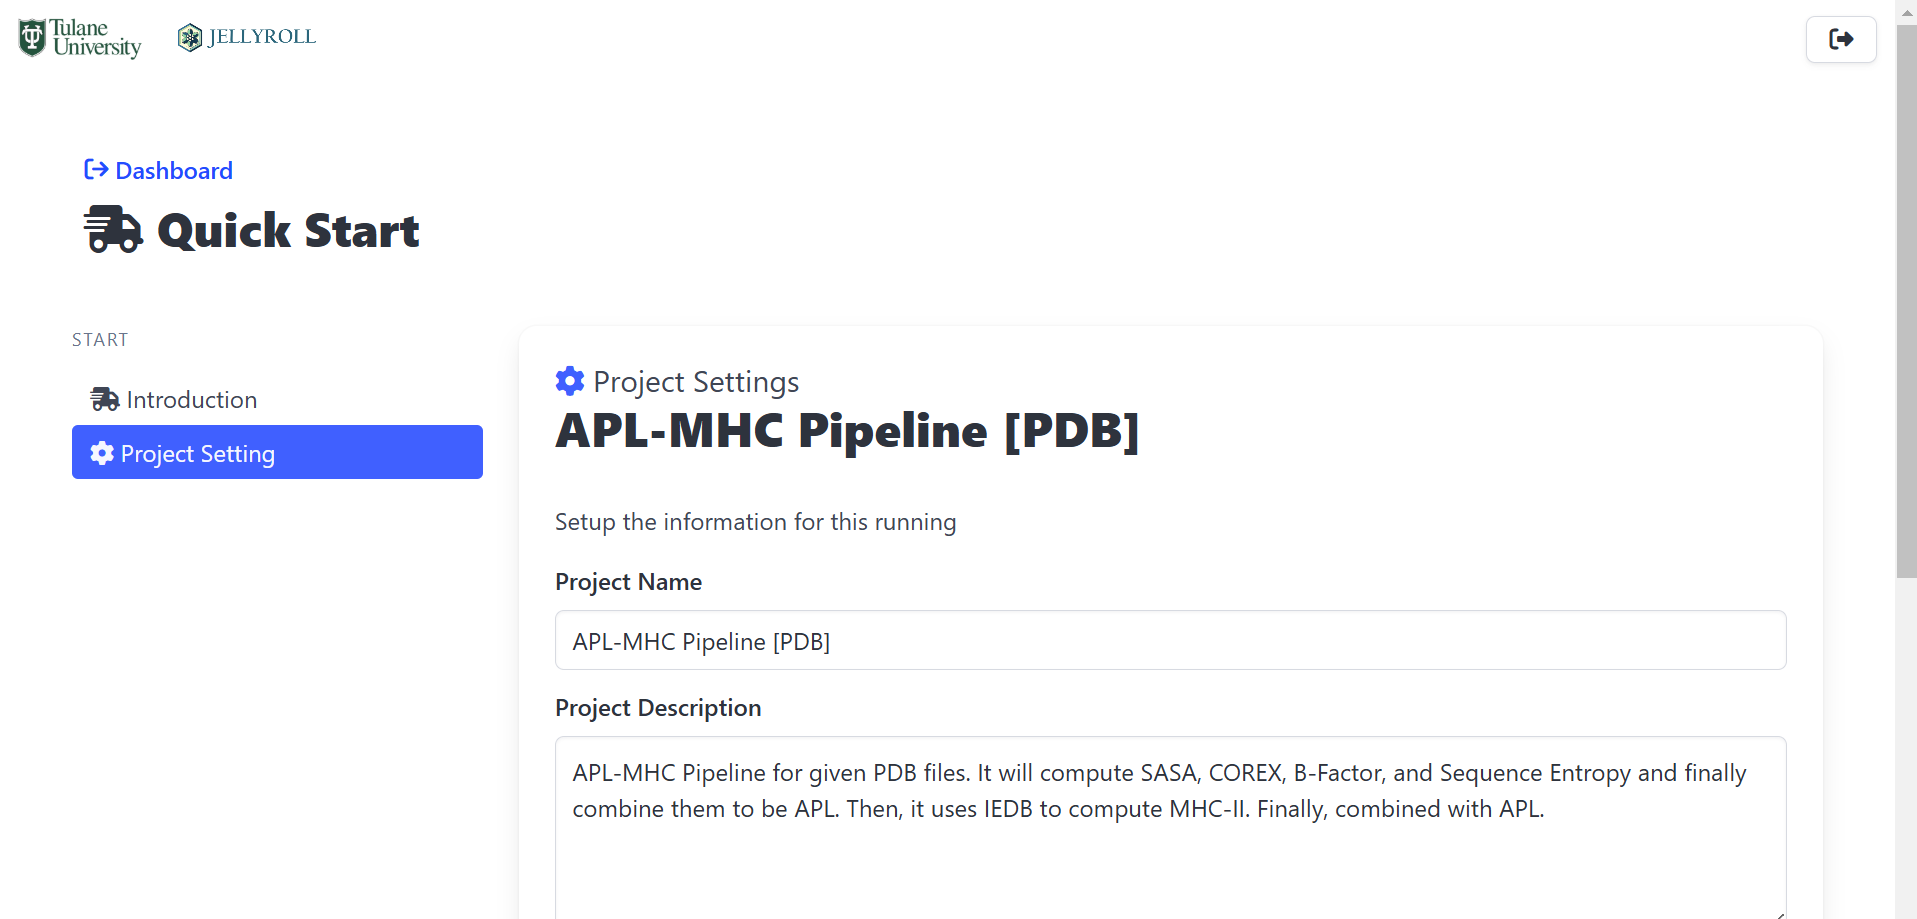 Tulane
University
JELLYROLL
Dashboard
Quick Start
START
Introduction
Project Setting
Project Settings
APL-MHC Pipeline [PDB]
Setup the information for this running
Project Name
APL-MHC Pipeline [PDB]
Project Description
APL-MHC Pipeline for given PDB files. It will compute SASA, COREX, B-Factor, and Sequence Entropy and finally
combine them to be APL. Then, it uses IEDB to compute MHC-II. Finally, combined with APL.